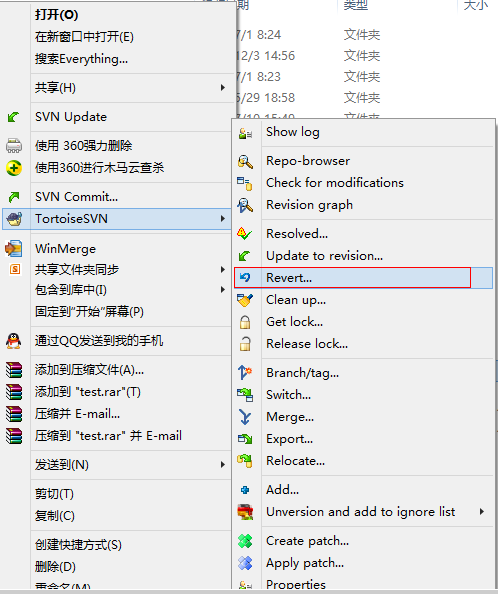 打开(O)
在新窗口中打开(E)
搜索Everything...
共享(H)
SVN Update
使用 360强力删除
使用360进行木马云查杀
SVN Commit...
TortoiseSVN
WinMerge
共享文件夹同步
包含到库中(I)
固定到"开始"屏幕(P)
通过QQ发送到我的手机
添加到压缩文件(A)...
添加到 "test.rar"(T)
压缩并 E-mail...
压缩到 "test.rar" 并 E-mail
发送到(N)
剪切(T)
复制(C)
创建快捷方式(S)
删除(D)
重命名(M)
期 类型 大小
7/1 8:24 文件夹
12/3 14:56 文件夹
7/1 8:23 文件夹
5/29 18:58 文件夹
文件夹
Show log
Repo-browser
Check for modifications
Revision graph
Resolved...
Update to revision...
Revert...
Clean up...
Get lock...
Release lock...
Branch/tag...
Switch...
Merge...
Export...
Relocate...
Add...
Unversion and add to ignore list
Create patch...
Apply patch...
Properties